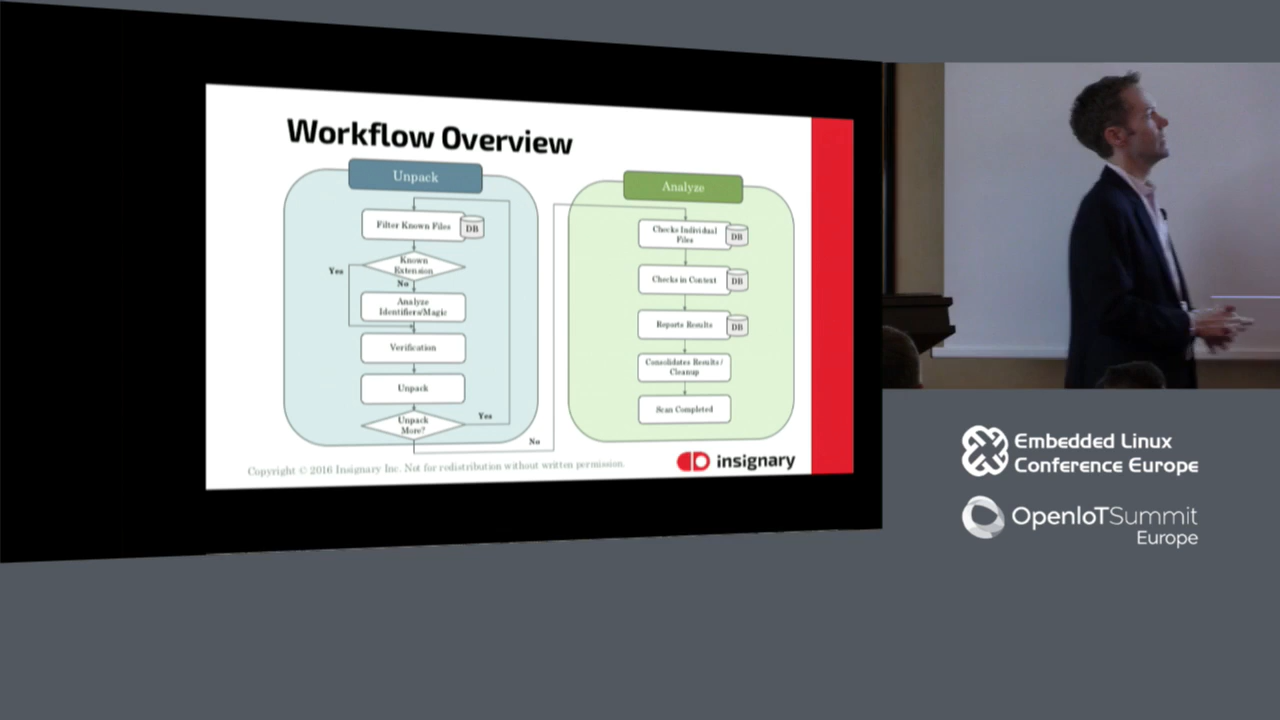 Workflow Overview
Unpack
Filter Known Files
DB
Known
Extension
Yes
No
Analyze
Identifiers/Magic
Verification
Unpack
Unpack
More?
Yes
No
Analyze
Checks Individual
Files
DB
Checks in Context
DB
Reports Results
DB
Consolidates Results /
Cleanup
Scan Completed
Copyright © 2016 Insignary Inc. Not for redistribution without written permission.
insignary
Embedded Linux
Conference Europe
OpenIoTSummit
Europe